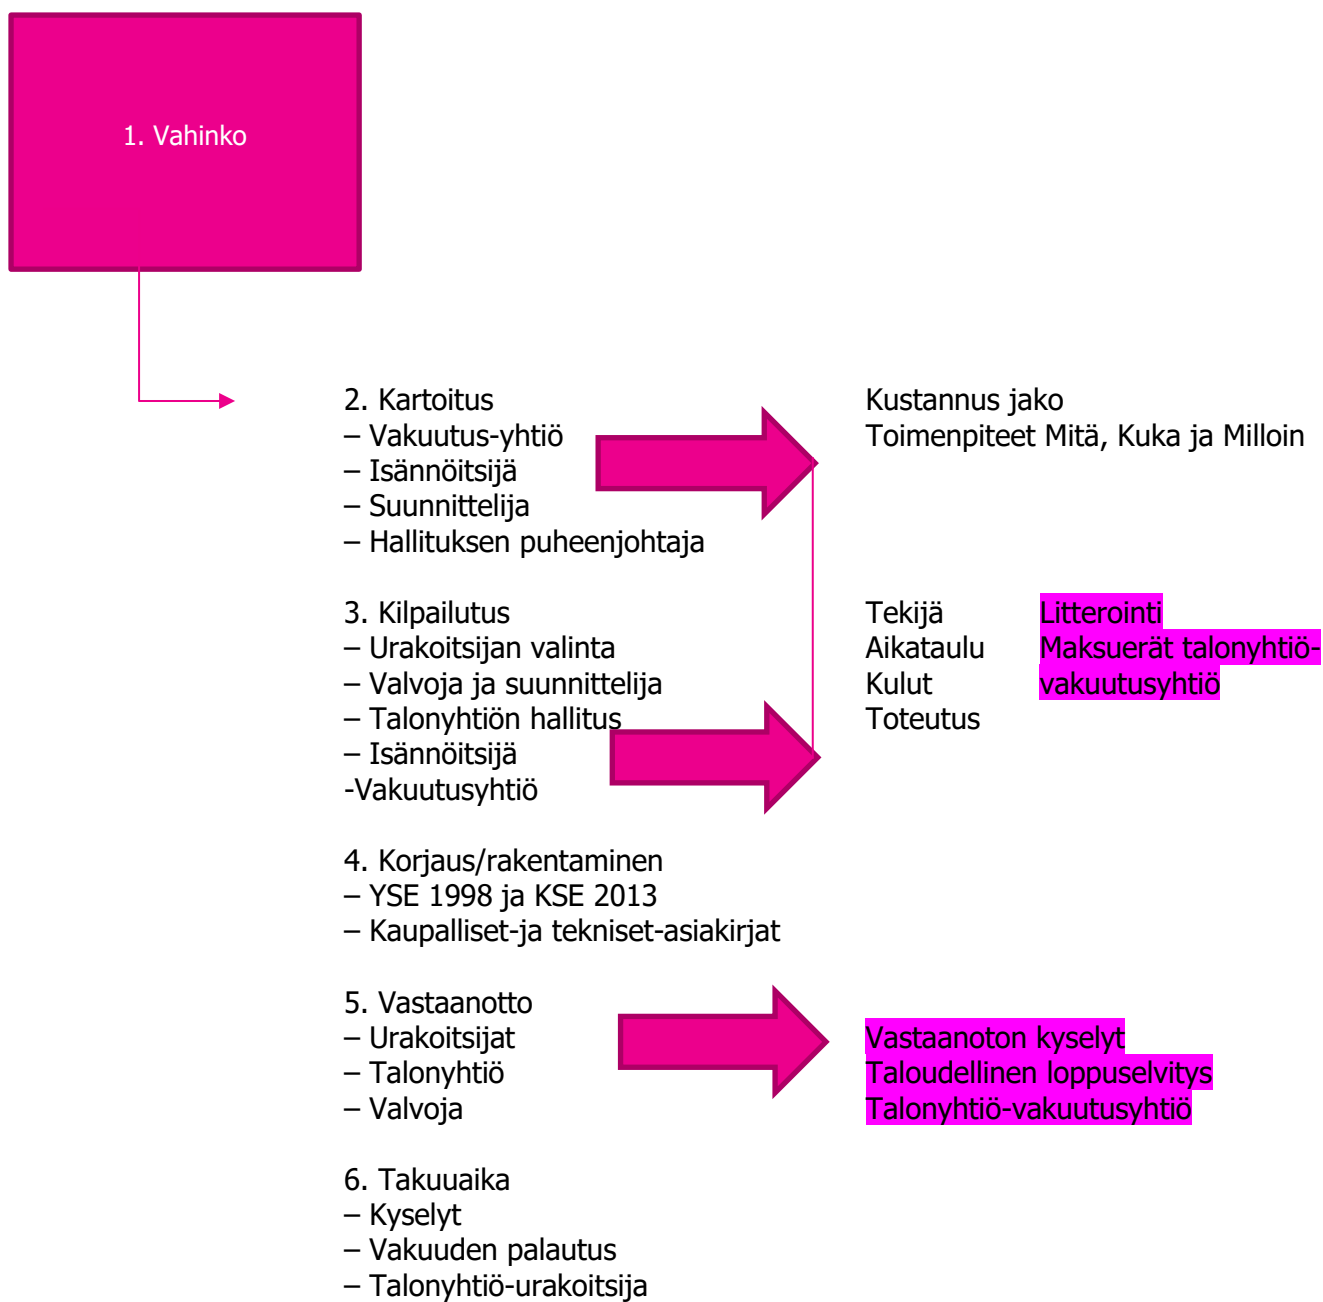 1. Vahinko
2. Kartoitus
– Vakuutus-yhtiö
– Isännöitsijä
– Suunnittelija
– Hallituksen puheenjohtaja
Kustannus jako
Toimenpiteet Mitä, Kuka ja Milloin
3. Kilpailutus
– Urakoitsijan valinta
– Valvoja ja suunnittelija
– Talonyhtiön hallitus
– Isännöitsijä
-Vakuutusyhtiö
Tekijä
Aikataulu
Kulut
Toteutus
Litterointi
Maksuerät talonyhtiö-
vakuutusyhtiö
4. Korjaus/rakentaminen
– YSE 1998 ja KSE 2013
– Kaupalliset-ja tekniset-asiakirjat
5. Vastaanotto
– Urakoitsijat
– Talonyhtiö
– Valvoja
Vastaanoton kyselyt
Taloudellinen loppuselvitys
Talonyhtiö-vakuutusyhtiö
6. Takuuaika
– Kyselyt
– Vakuuden palautus
– Talonyhtiö-urakoitsija